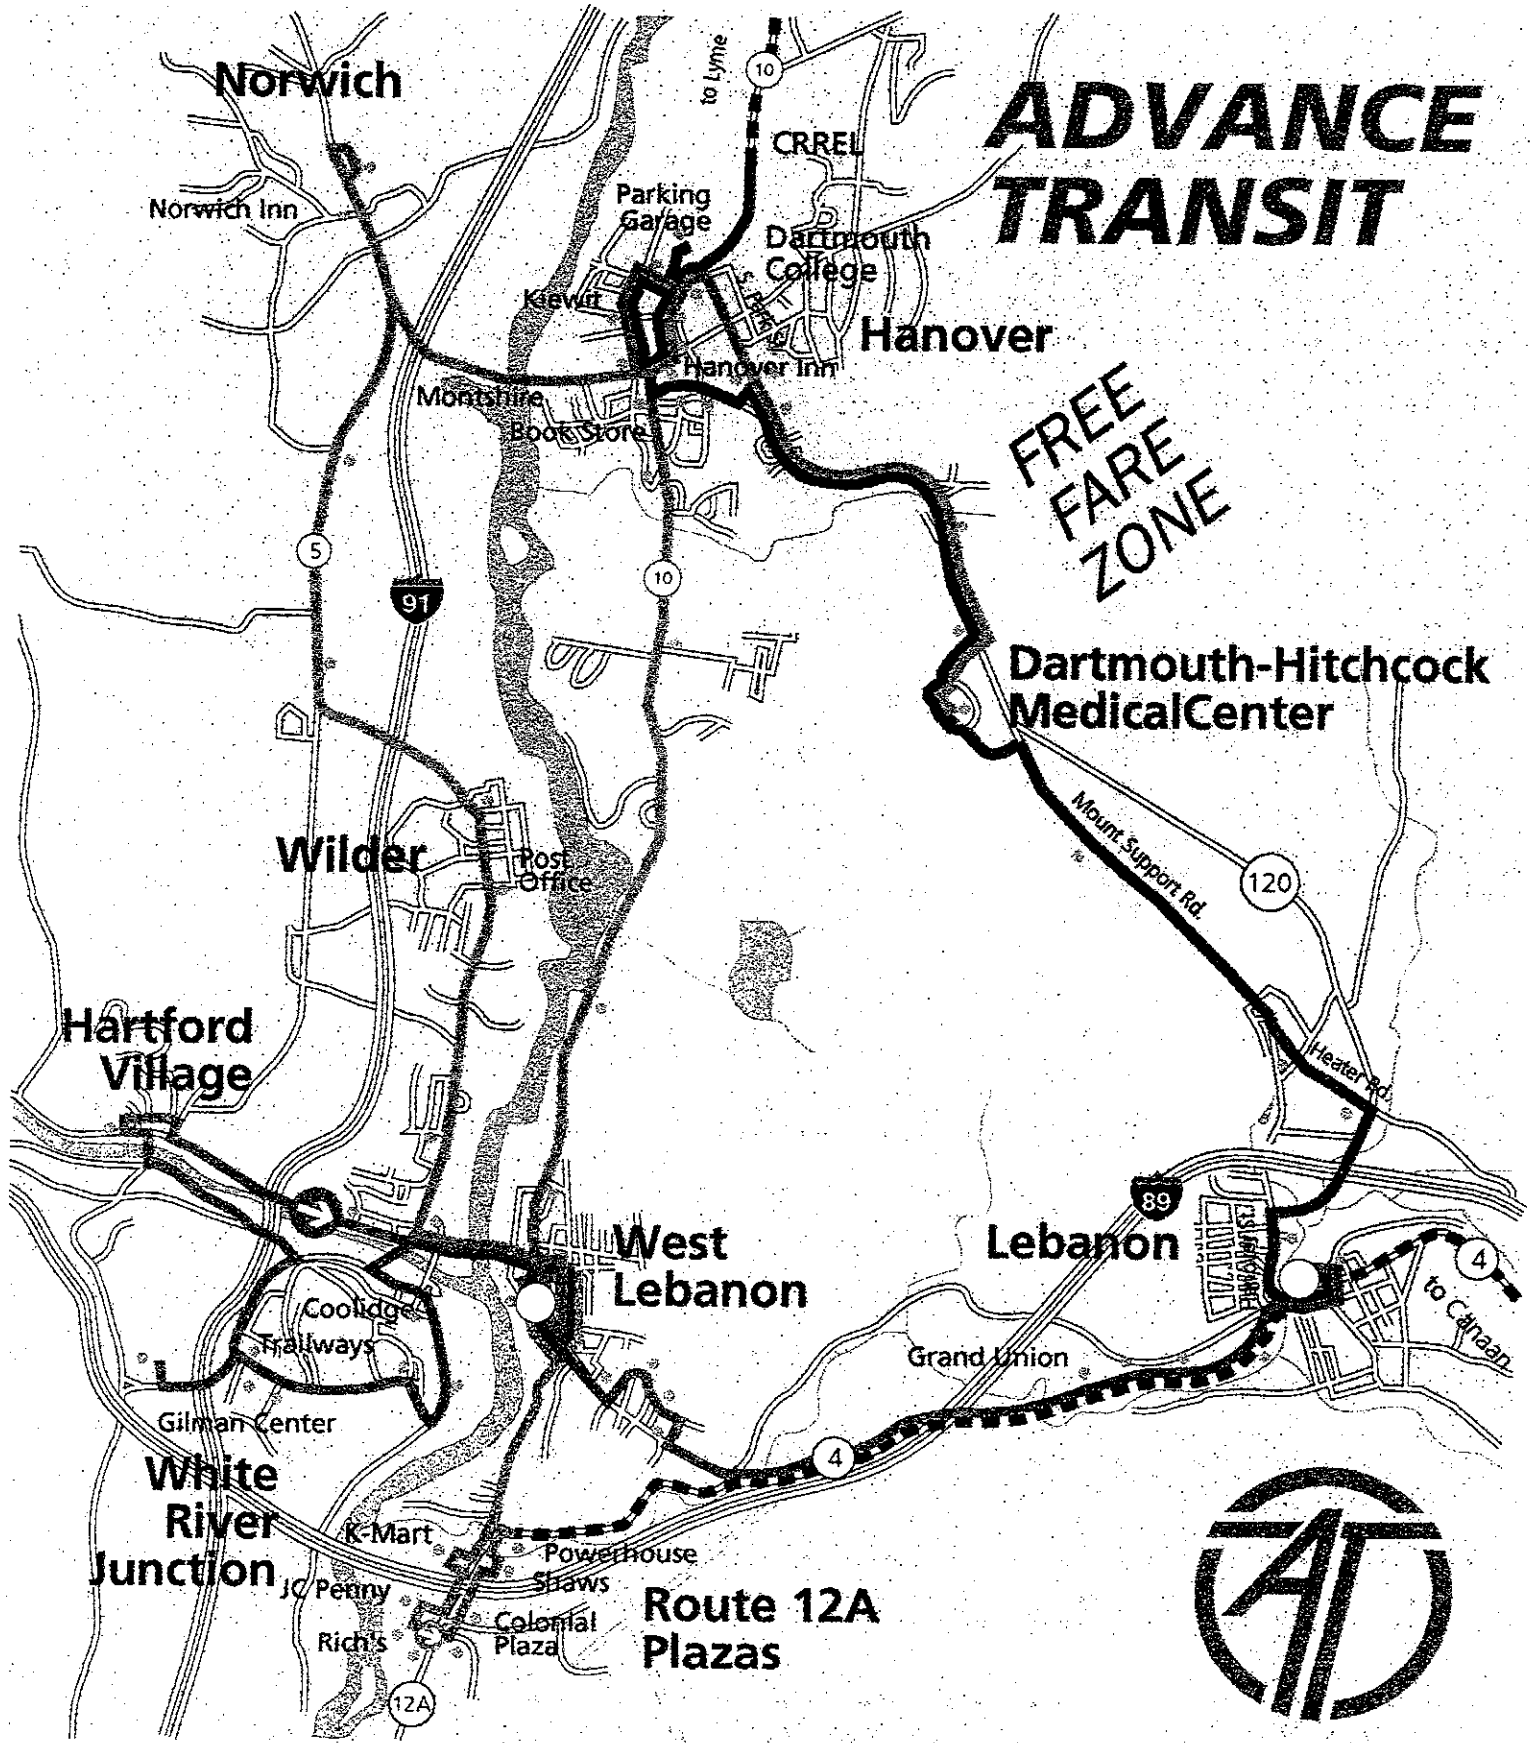 Norwich
to Lyme
10
ADVANCE
TRANSIT
CRREL
Parking
Garage
Norwich Inn
Dartmouth
College
Kiewit
S. Park St.
Hanover
Hanover Inn
Montshire
Book Store
FREE
FARE
ZONE
5
91
10
Dartmouth-Hitchcock
MedicalCenter
Mount Support Rd.
Wilder
Post
Office
120
Hartford
Village
Heater Rd.
89
West
Lebanon
Lebanon
4
to Canaan
Coolidge
Trailways
Grand Union
Gilman Center
4
White
River
Junction
K-Mart
Powerhouse
JC Penny
Shaws
Route 12A
Plazas
Colonial
Plaza
Rich's
12A
AT